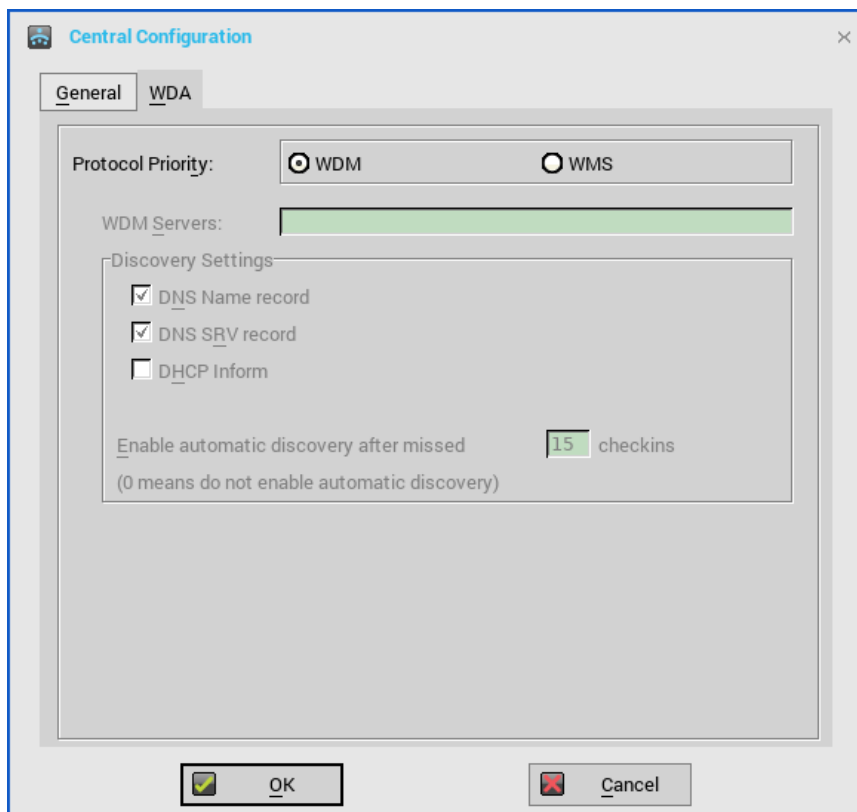 Central Configuration
General WDA
Protocol Priority: WDM WMS
WDM Servers:
Discovery Settings
DNS Name record
DNS SRV record
DHCP Inform
Enable automatic discovery after missed 15 checkins
(0 means do not enable automatic discovery)
OK Cancel